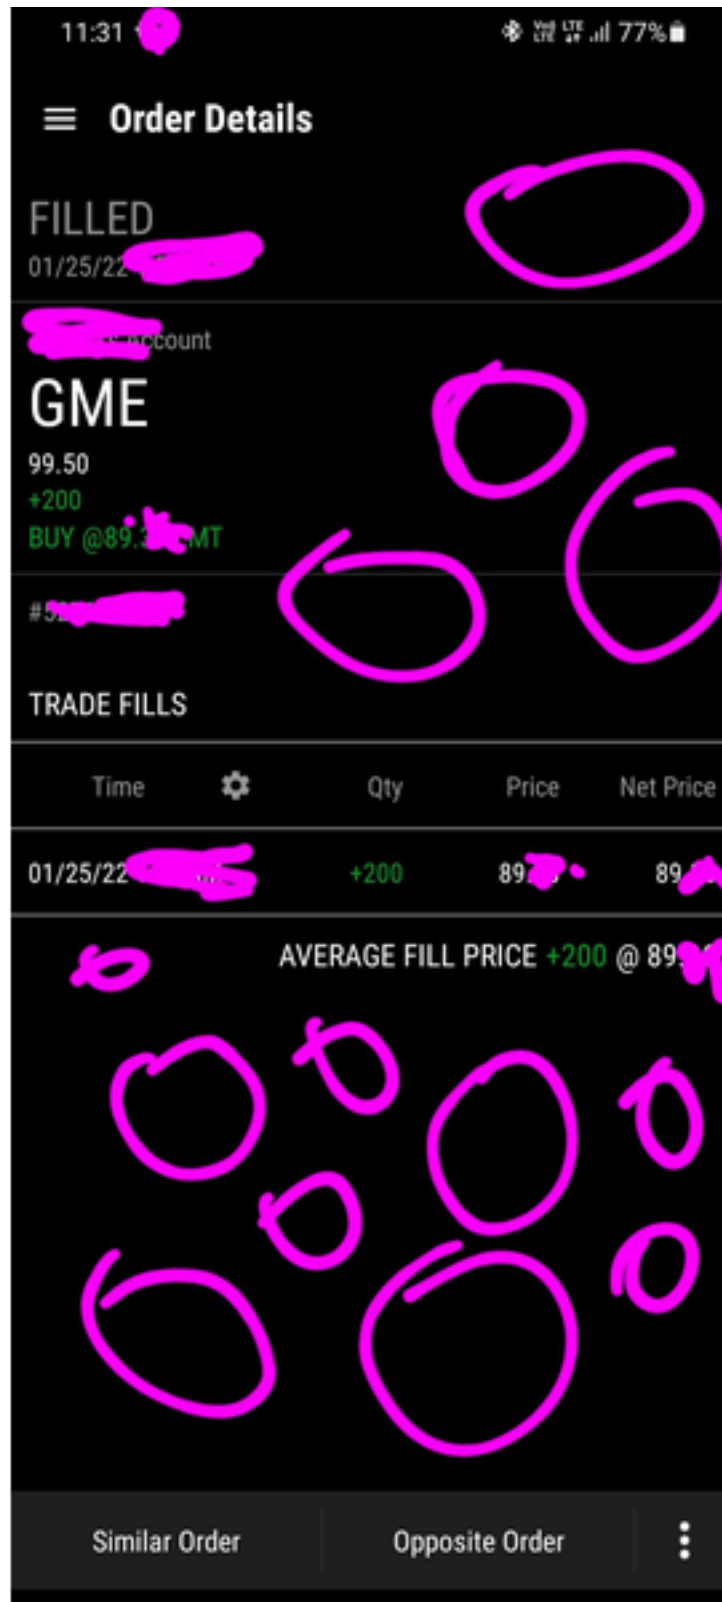 11:31 77%
Order Details
FILLED
01/25/22
Account
GME
99.50
+200
BUY @89.
TRADE FILLS
Time Qty Price Net Price
01/25/22 +200 89 89
AVERAGE FILL PRICE +200 @ 89
Similar Order Opposite Order